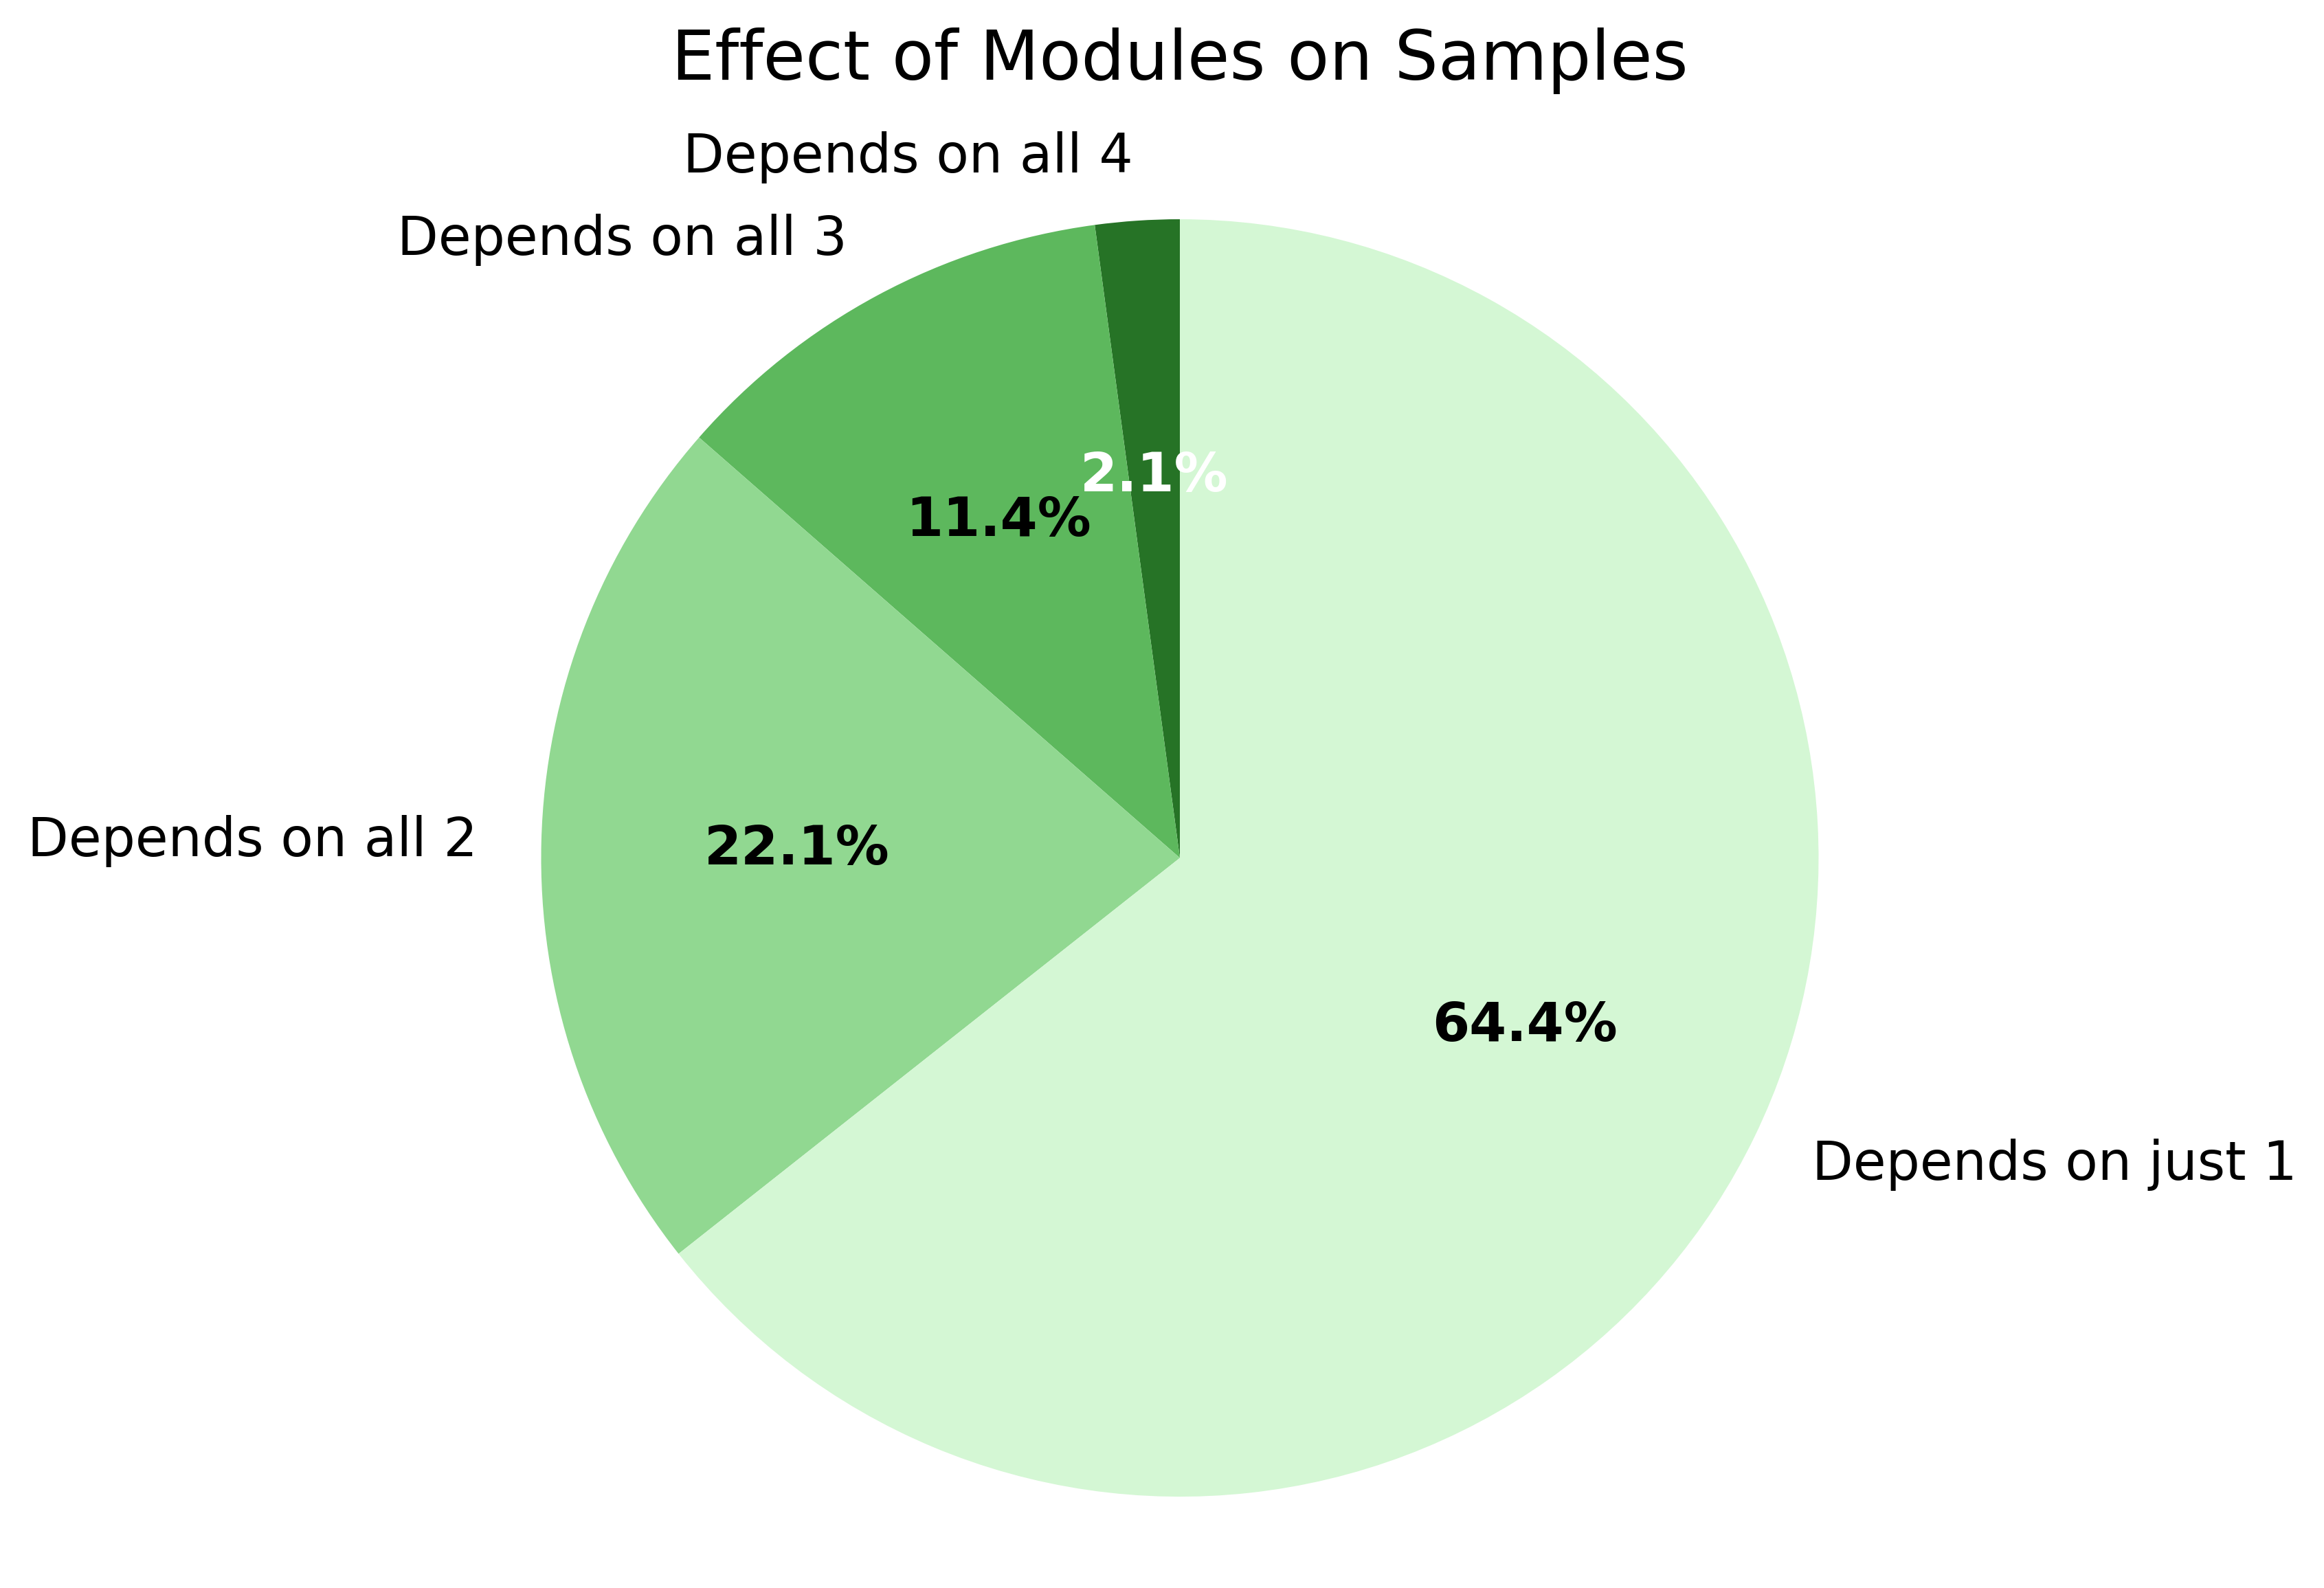 Effect of Modules on Samples
Depends on all 4
Depends on all 3
2.1%
11.4%
Depends on all 2
22.1%
64.4%
Depends on just 1